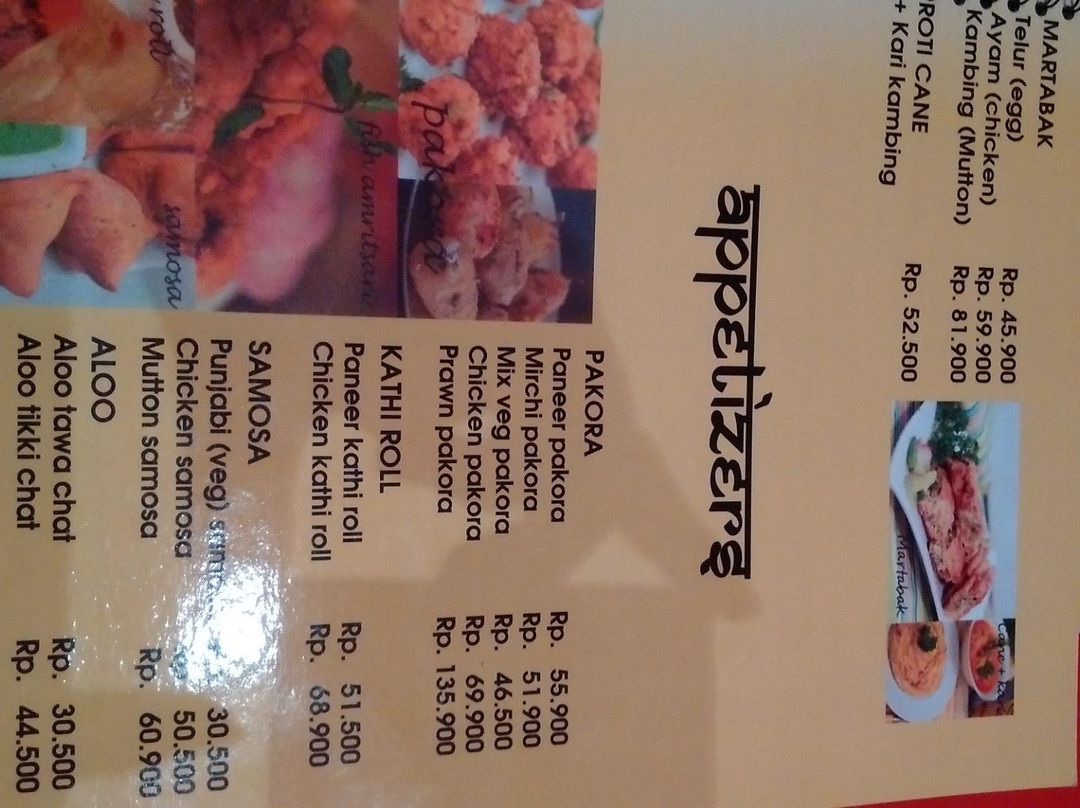 MARTABAK
Telur (egg) Rp. 45.900
Ayam (chicken) Rp. 59.900
Kambing (Mutton) Rp. 81.900
ROTI CANE
+ Kari kambing Rp. 52.500
Martabak
appetizers
PAKORA
Paneer pakora Rp. 55.900
Mirchi pakora Rp. 51.900
Mix veg pakora Rp. 46.500
Chicken pakora Rp. 69.900
Prawn pakora Rp. 135.900
KATHI ROLL
Paneer kathi roll Rp. 51.500
Chicken kathi roll Rp. 68.900
SAMOSA
Punjabi (veg) 30.500
Chicken samosa 50.500
Mutton samosa Rp. 60.900
ALOO
Aloo tawa chat Rp. 30.500
Aloo tikki chat Rp. 44.500
pakora
fish amritsari
roll
samosa